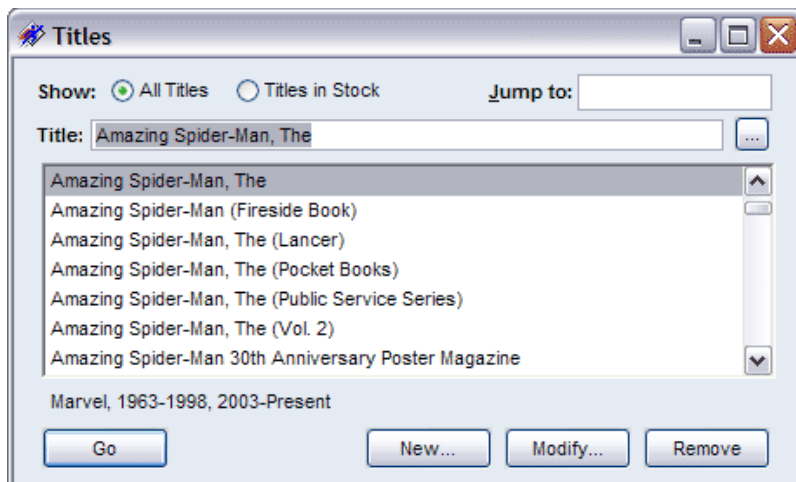 Titles
Show: All Titles Titles in Stock Jump to:
Title: Amazing Spider-Man, The ...
Amazing Spider-Man, The
Amazing Spider-Man (Fireside Book)
Amazing Spider-Man, The (Lancer)
Amazing Spider-Man, The (Pocket Books)
Amazing Spider-Man, The (Public Service Series)
Amazing Spider-Man, The (Vol. 2)
Amazing Spider-Man 30th Anniversary Poster Magazine
Marvel, 1963-1998, 2003-Present
Go New... Modify... Remove